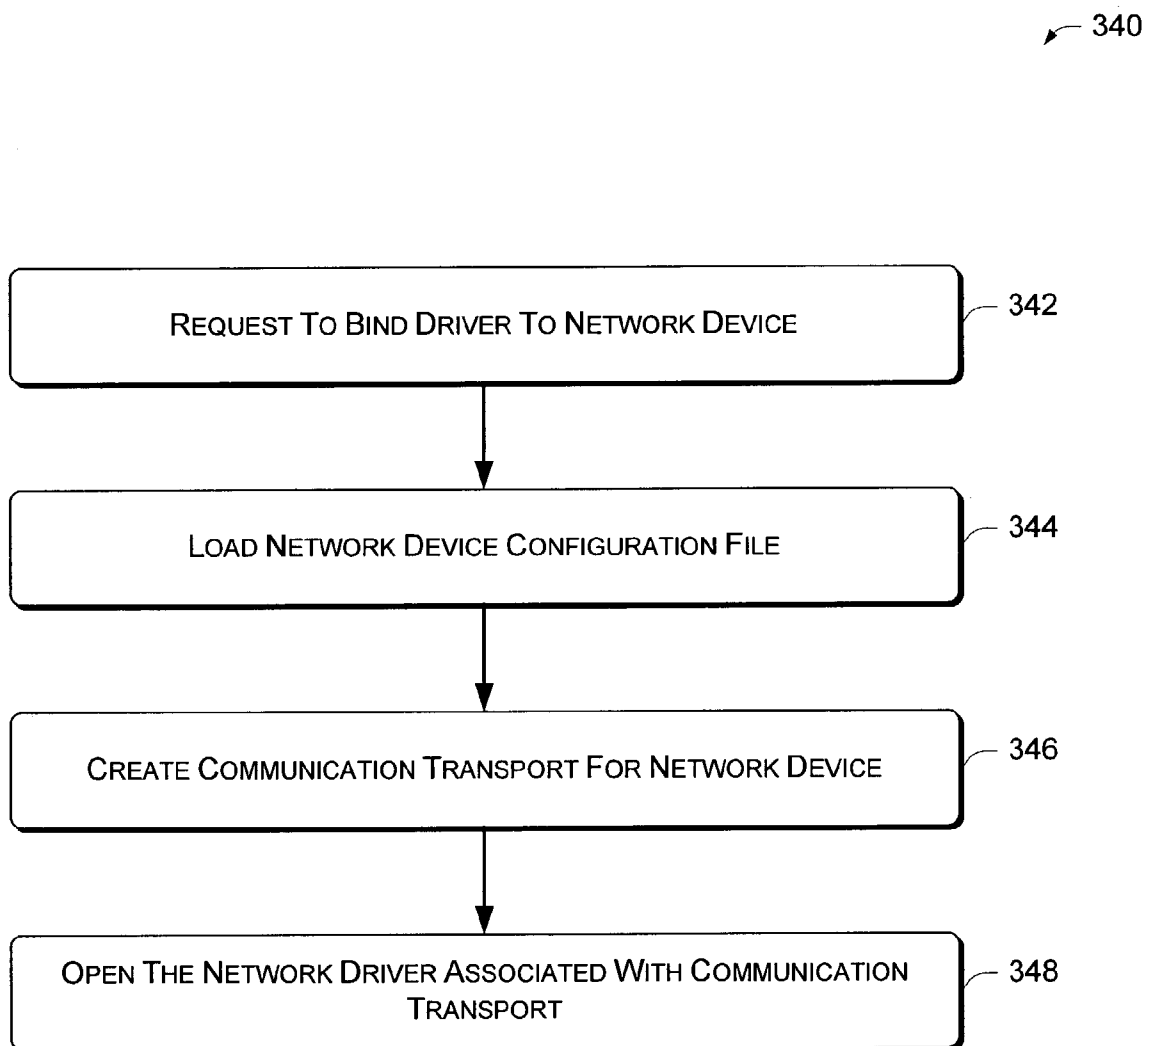 340
REQUEST TO BIND DRIVER TO NETWORK DEVICE
342
LOAD NETWORK DEVICE CONFIGURATION FILE
344
CREATE COMMUNICATION TRANSPORT FOR NETWORK DEVICE
346
OPEN THE NETWORK DRIVER ASSOCIATED WITH COMMUNICATION
TRANSPORT
348